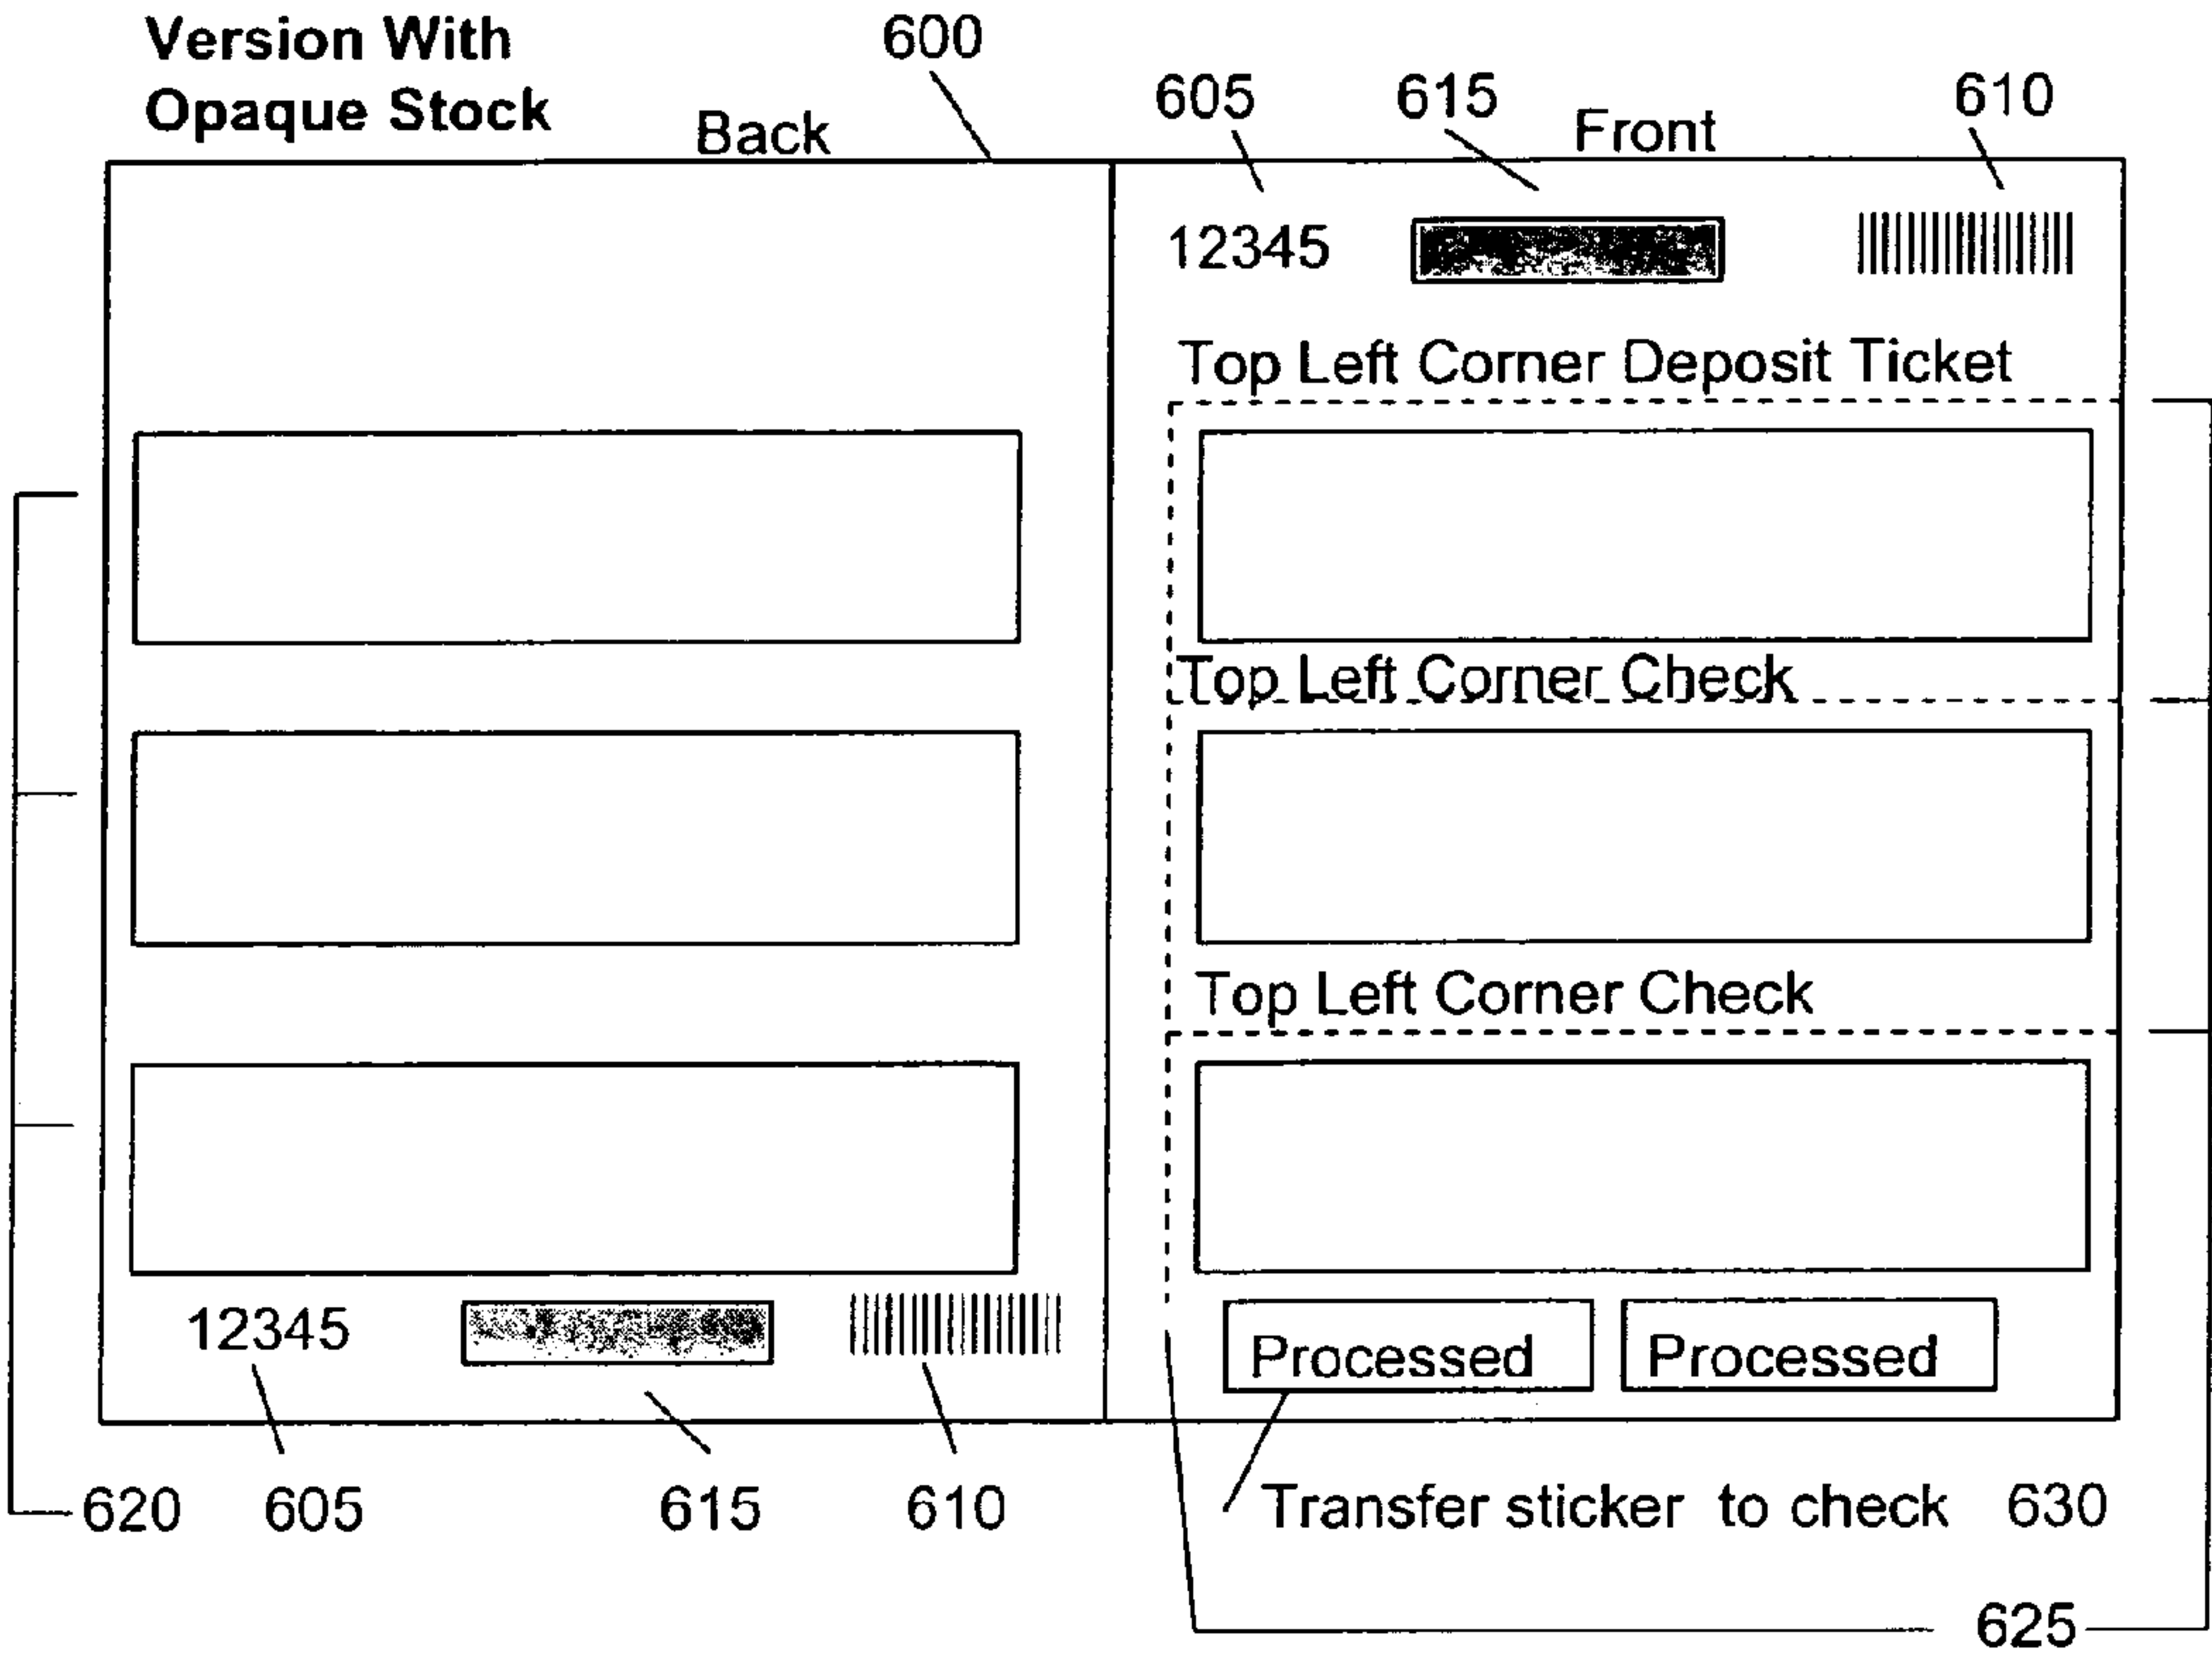 Version With
Opaque Stock
Back
600
605
615
Front
610
12345
Top Left Corner Deposit Ticket
Top Left Corner Check
Top Left Corner Check
12345
Processed
Processed
620
605
615
610
Transfer sticker to check 630
625